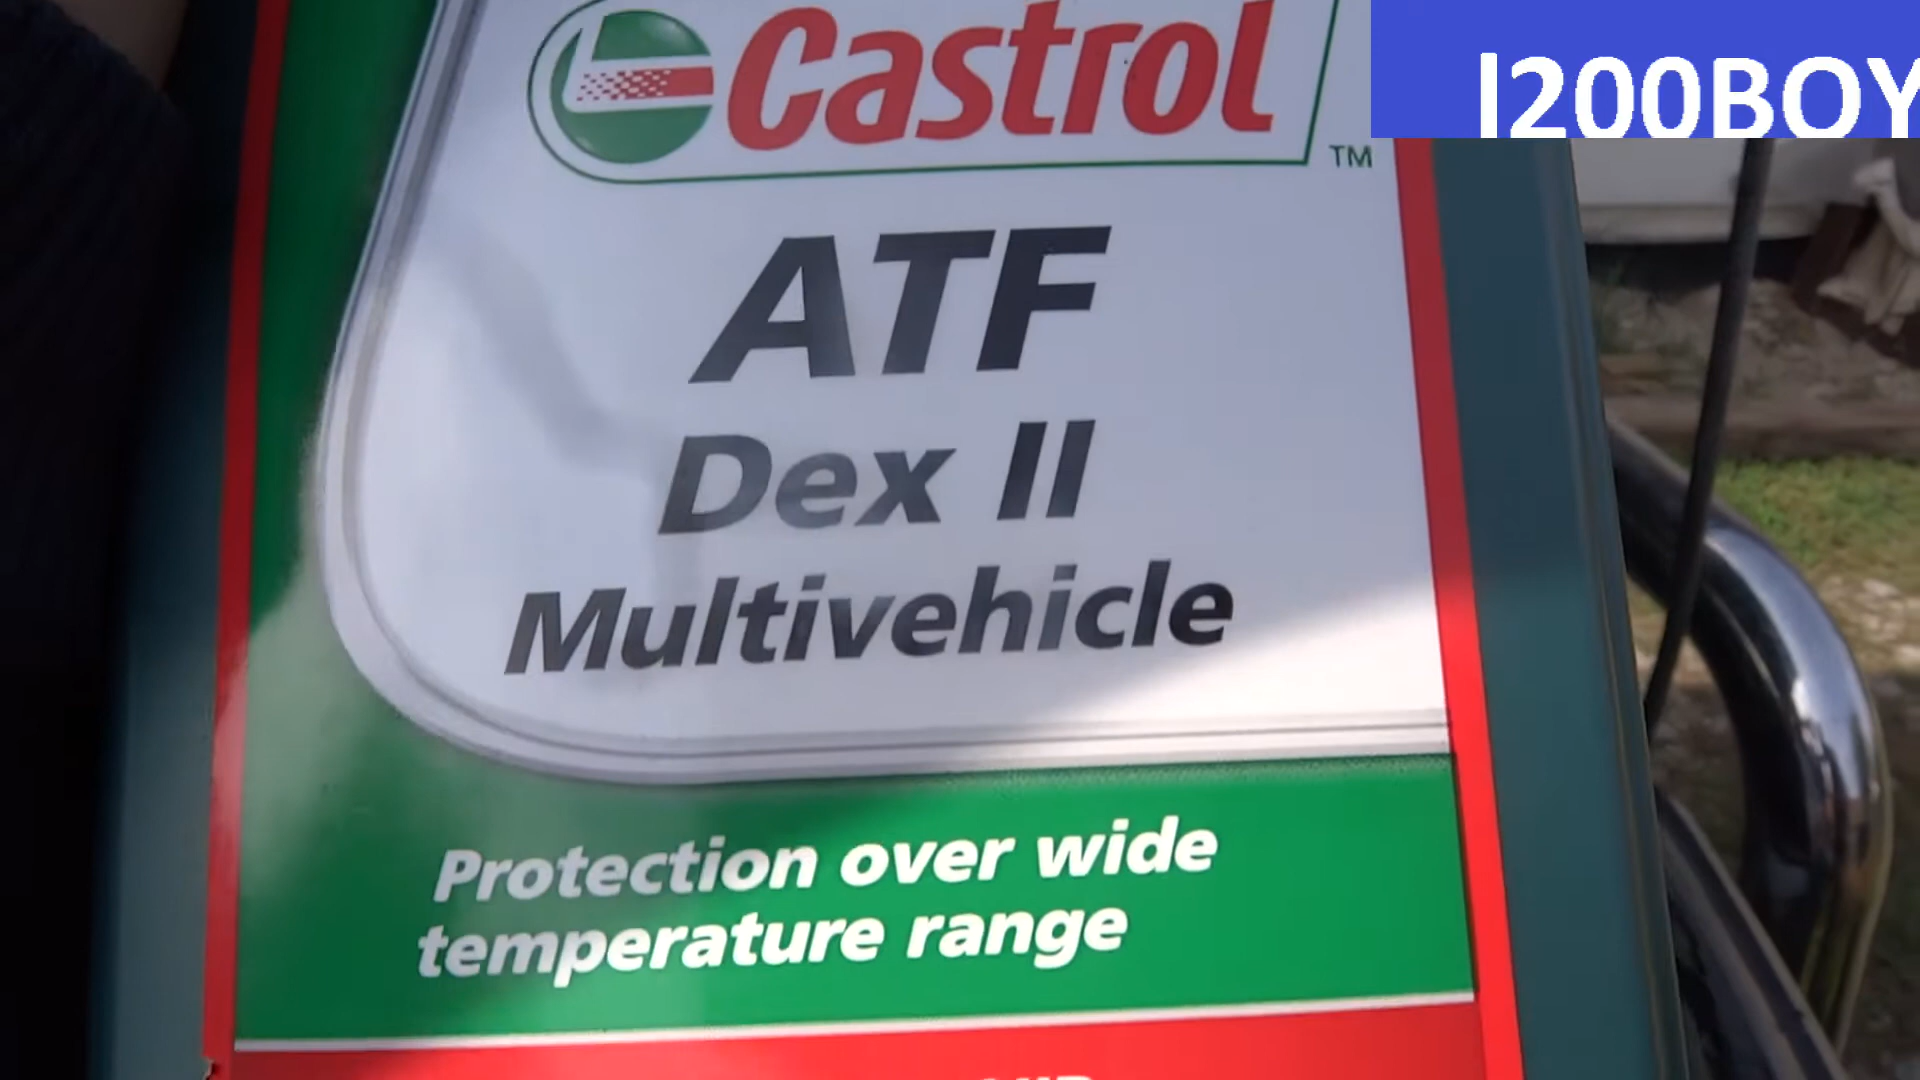 Castrol
TM
I200BOY
ATF
Dex II
Multivehicle
Protection over wide
temperature range